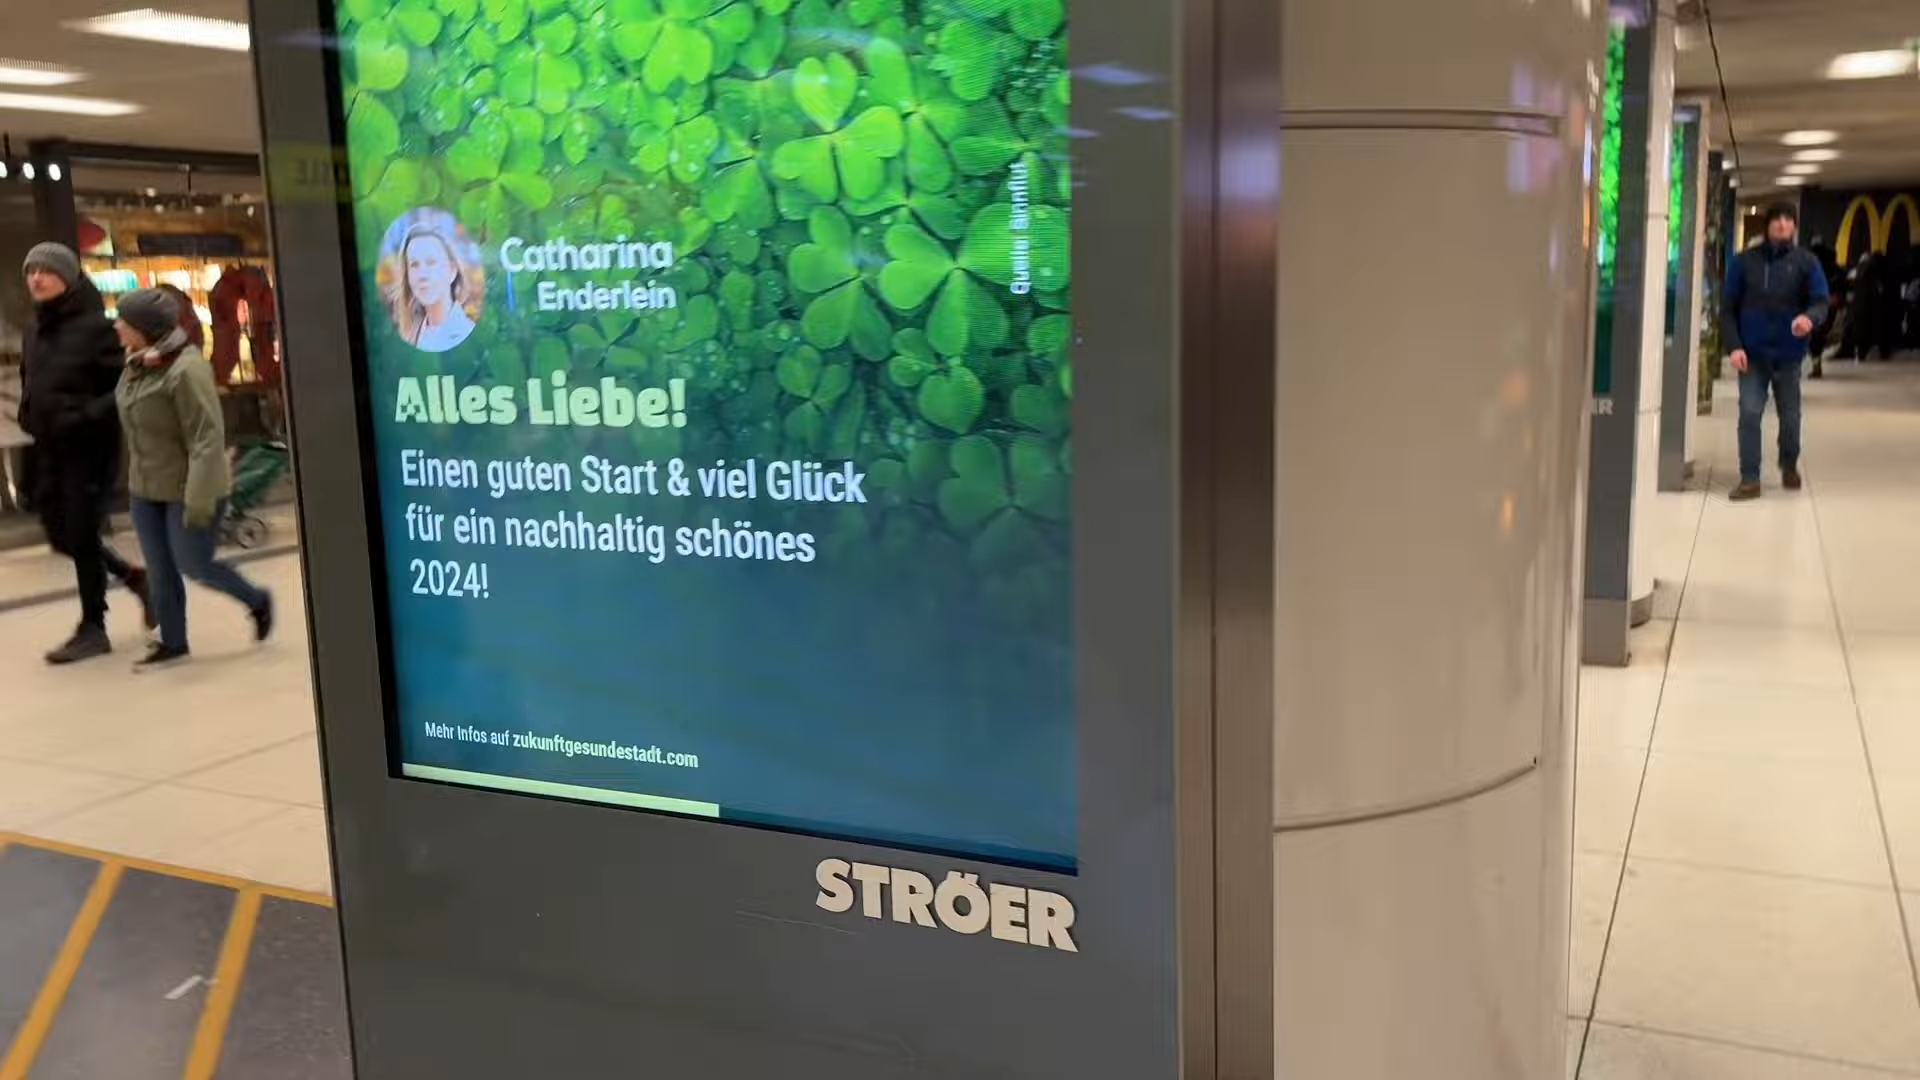 Catharina
Enderlein
Alles Liebe!
Einen guten Start & viel Glück
für ein nachhaltig schönes
2024!
Mehr Infos auf zukunftgesundestadt.com
STRÖER